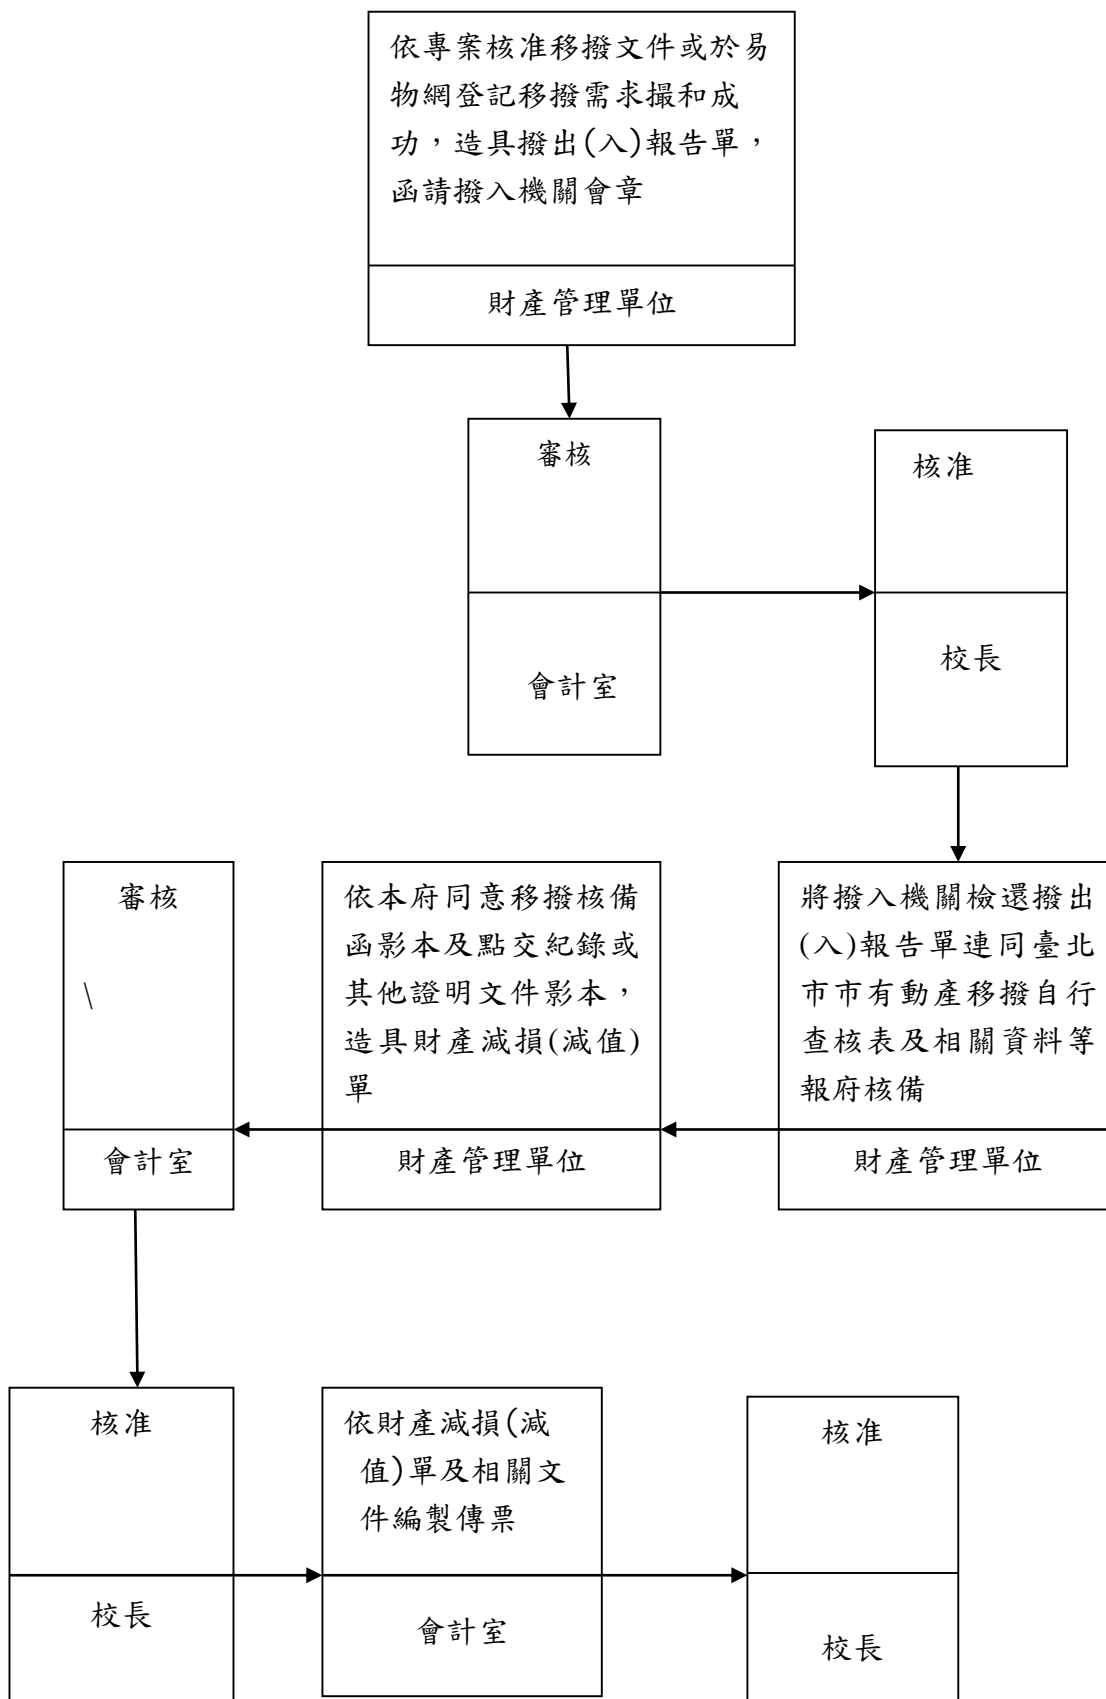 依專案核准移撥文件或於易
物網登記移撥需求撮和成
功，造具撥出(入)報告單，
函請撥入機關會章
財產管理單位
審核
會計室
核准
校長
將撥入機關檢還撥出
(入)報告單連同臺北
市市有動產移撥自行
查核表及相關資料等
報府核備
財產管理單位
依本府同意移撥核備
函影本及點交紀錄或
其他證明文件影本，
造具財產減損(減值)
單
財產管理單位
審核
\
會計室
核准
校長
依財產減損(減
值)單及相關文
件編製傳票
會計室
核准
校長